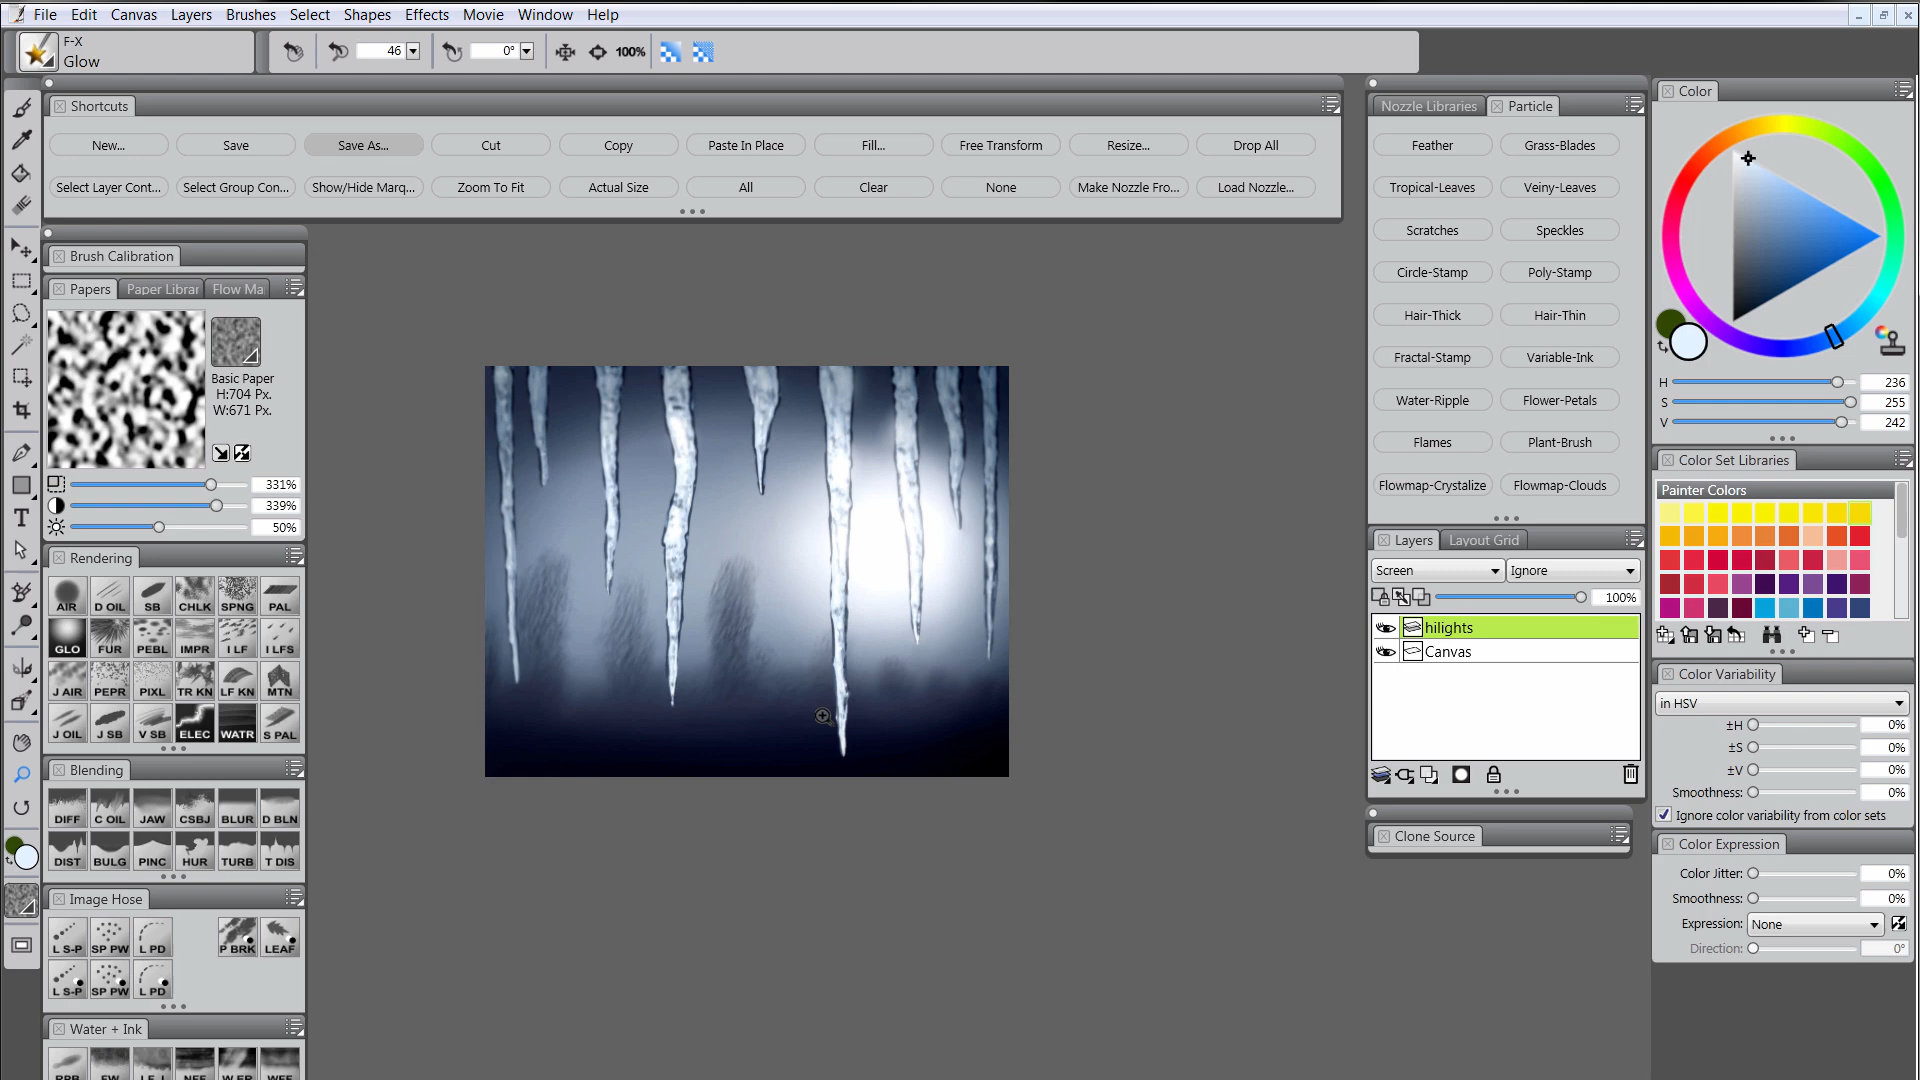 File Edit Canvas Layers Brushes Select Shapes Effects Movie Window Help
F-X
Glow
46 0° 100%
Shortcuts
New... Save Save As... Cut Copy Paste In Place Fill... Free Transform Resize... Drop All
Select Layer Cont... Select Group Con... Show/Hide Marq... Zoom To Fit Actual Size All Clear None Make Nozzle Fro... Load Nozzle...
Brush Calibration
Papers Paper Librar Flow Ma
Basic Paper
H:704 Px.
W:671 Px.
331%
339%
50%
Rendering
AIR D OIL SB CHLK SPNG PAL
GLO FUR PEBL IMPR I LF I LFS
J AIR PEPR PIXL TR KN LF KN MTN
J OIL J SB V SB ELEC WATR S PAL
Blending
DIFF C OIL JAW CSBJ BLUR D BLN
DIST BULG PINC HUR TURB T DIS
Image Hose
L S-P SP PW L PD P BRK LEAF
L S-P SP PW L PD
Water + Ink
Nozzle Libraries Particle
Feather Grass-Blades
Tropical-Leaves Veiny-Leaves
Scratches Speckles
Circle-Stamp Poly-Stamp
Hair-Thick Hair-Thin
Fractal-Stamp Variable-Ink
Water-Ripple Flower-Petals
Flames Plant-Brush
Flowmap-Crystalize Flowmap-Clouds
Layers Layout Grid
Screen Ignore
100%
hilights
Canvas
Clone Source
Color
H 236
S 255
V 242
Color Set Libraries
Painter Colors
Color Variability
in HSV
±H 0%
±S 0%
±V 0%
Smoothness: 0%
Ignore color variability from color sets
Color Expression
Color Jitter: 0%
Smoothness: 0%
Expression: None
Direction: 0°